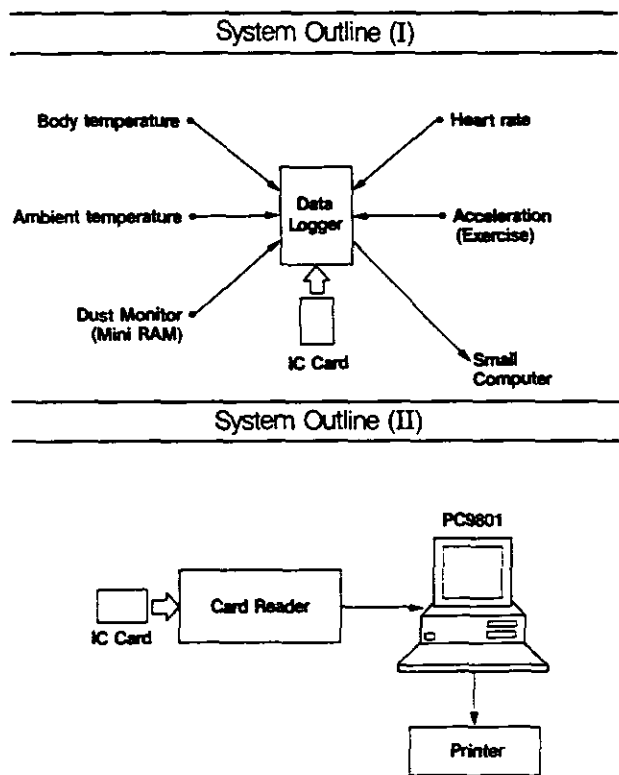 System Outline (I)
Body temperature
Heart rate
Data
Logger
Ambient temperature
Acceleration
(Exercise)
Dust Monitor
(Mini RAM)
IC Card
Small
Computer
System Outline (II)
PC9801
Card Reader
IC Card
Printer